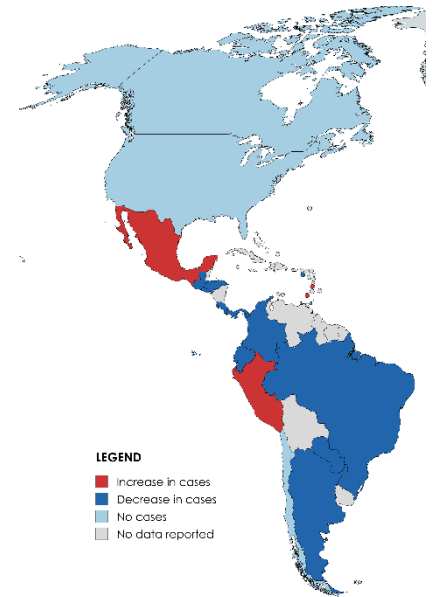 LEGEND
Increase in cases
Decrease in cases
No cases
No data reported